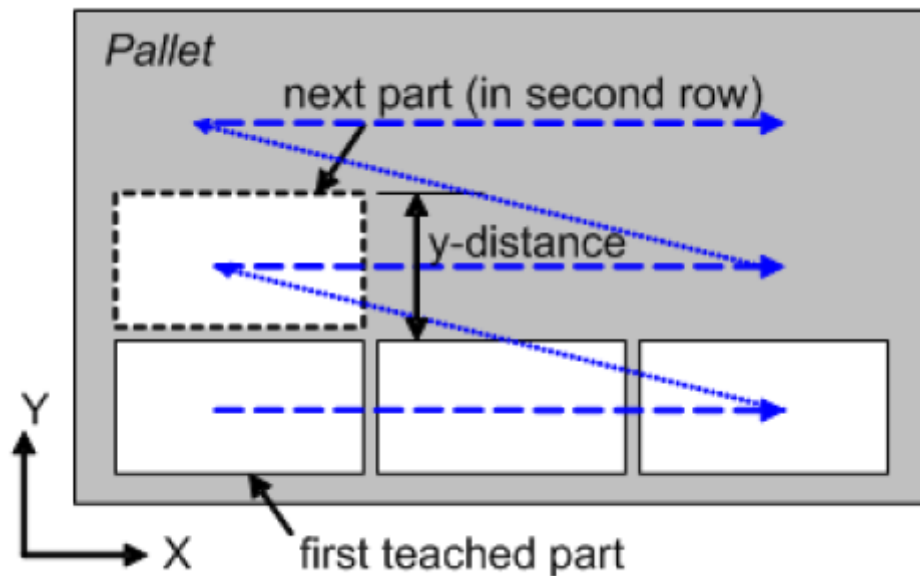 Pallet
next part (in second row)
y-distance
Y
X
first teached part